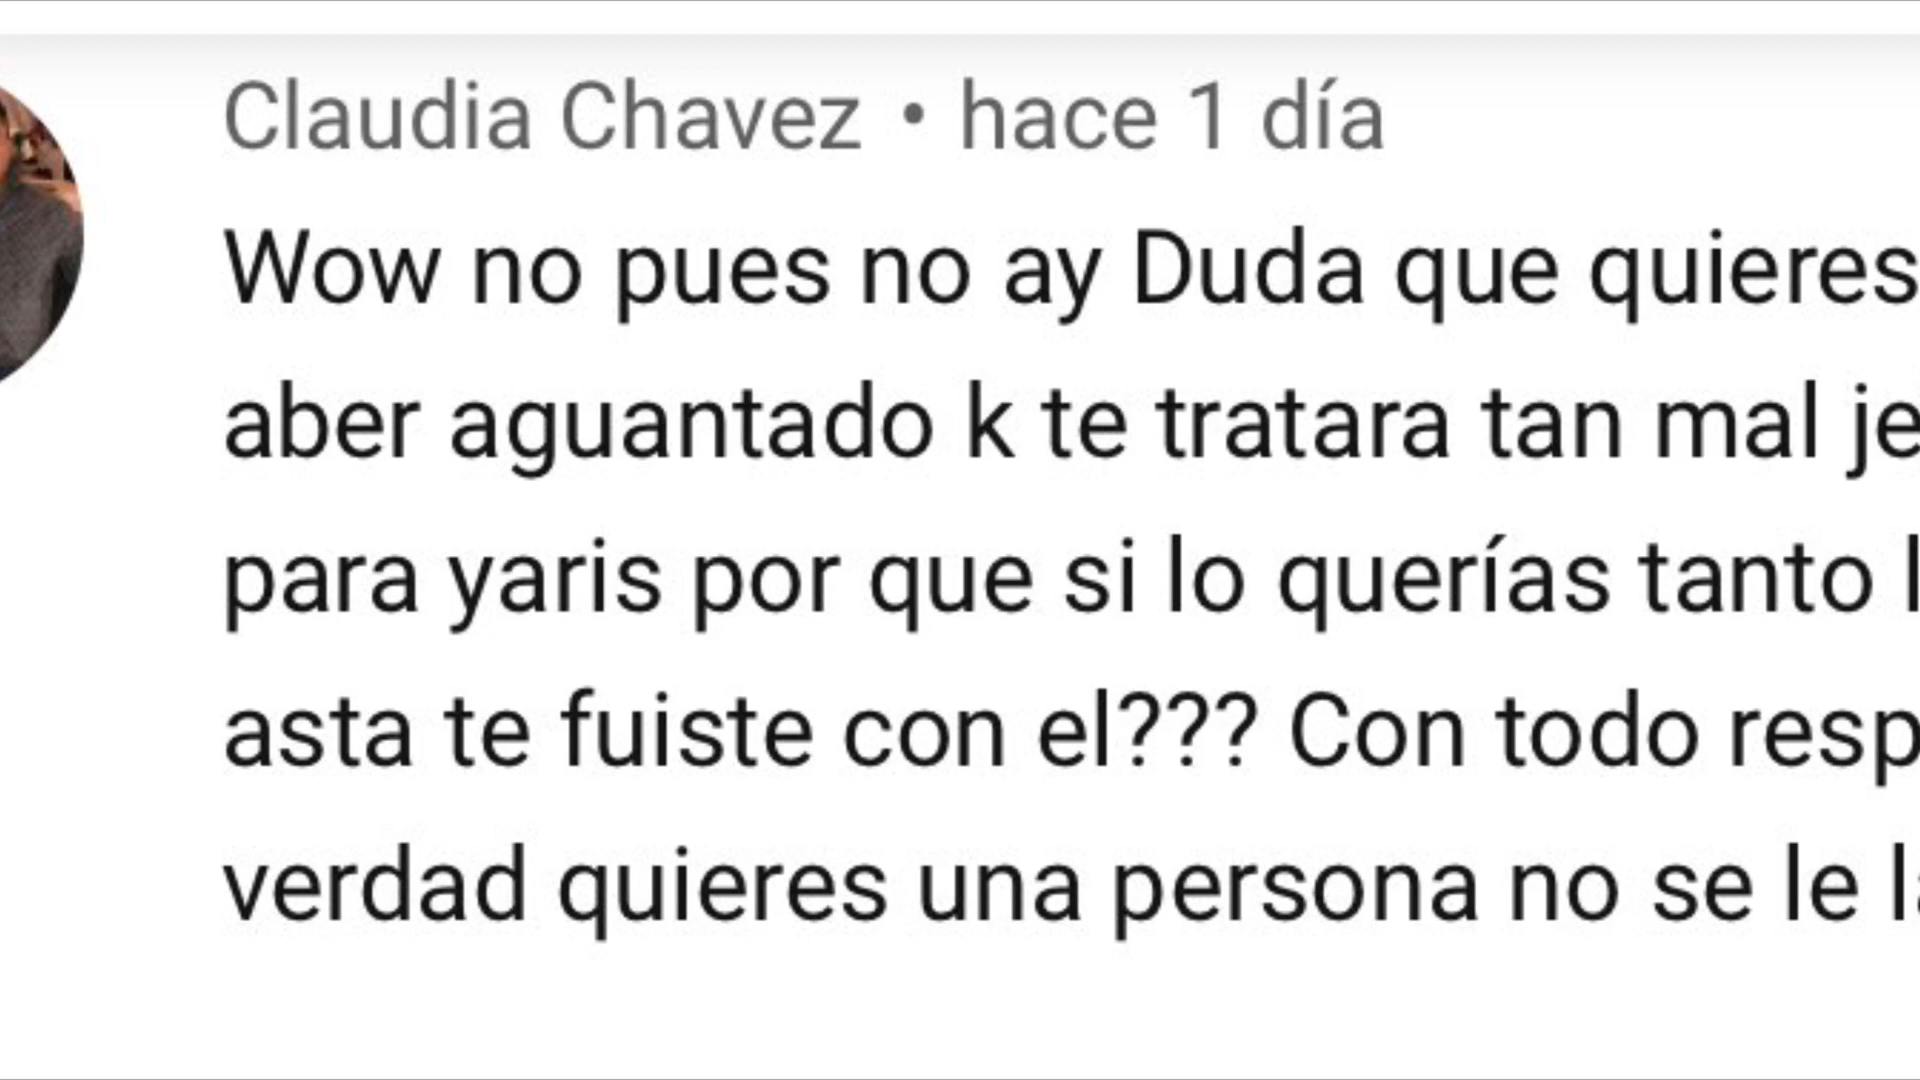 Claudia Chavez • hace 1 día
Wow no pues no ay Duda que quieres
aber aguantado k te tratara tan mal je
para yaris por que si lo querías tanto l
asta te fuiste con el??? Con todo resp
verdad quieres una persona no se le la